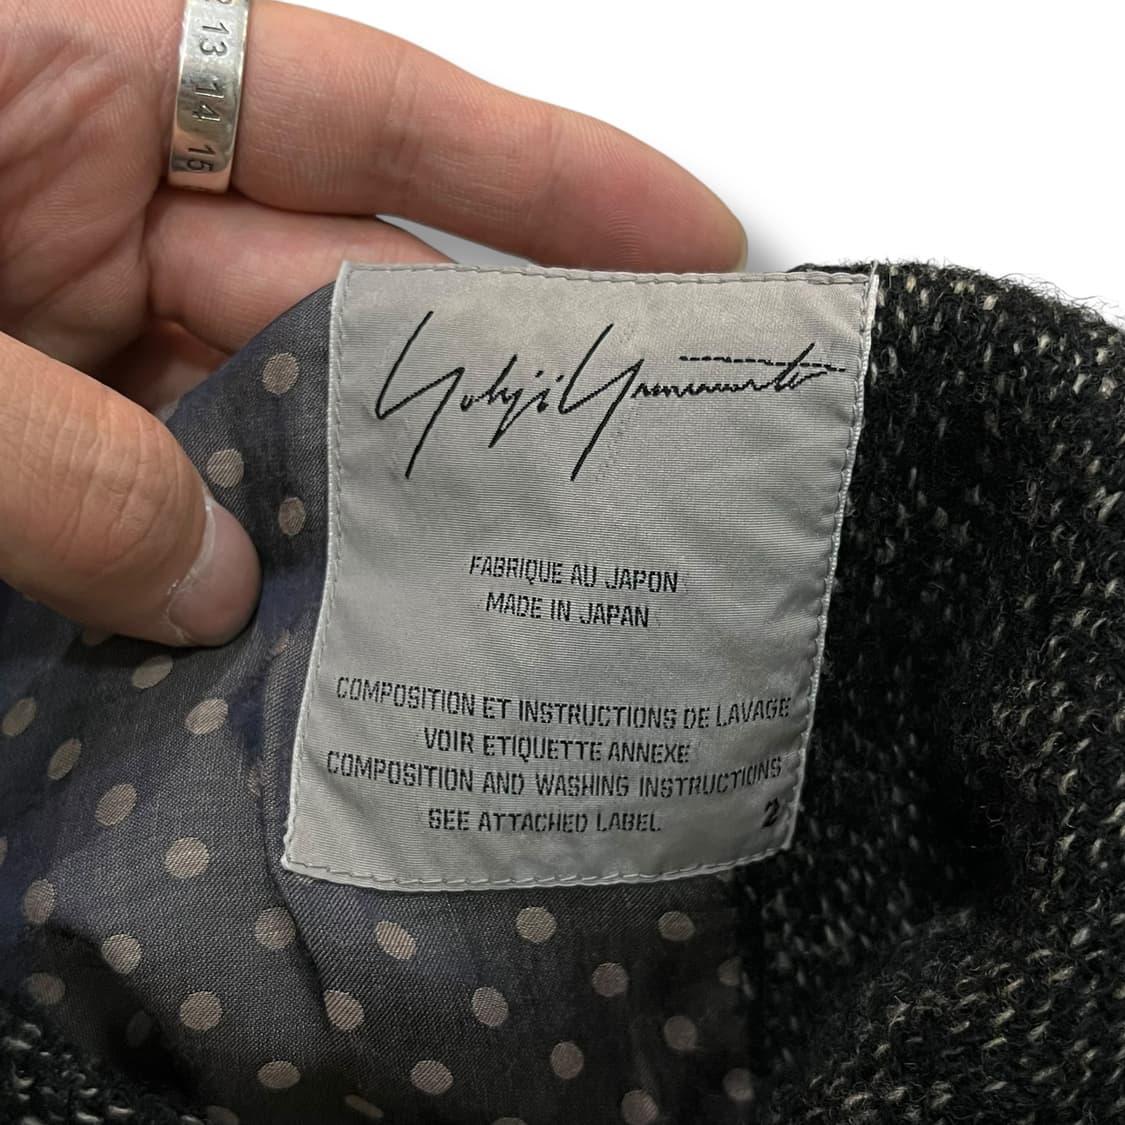 13 14 15
Yohji Yamamoto
FABRIQUE AU JAPON
MADE IN JAPAN
COMPOSITION ET INSTRUCTIONS DE LAVAGE
VOIR ETIQUETTE ANNEXE
COMPOSITION AND WASHING INSTRUCTIONS
SEE ATTACHED LABEL
2